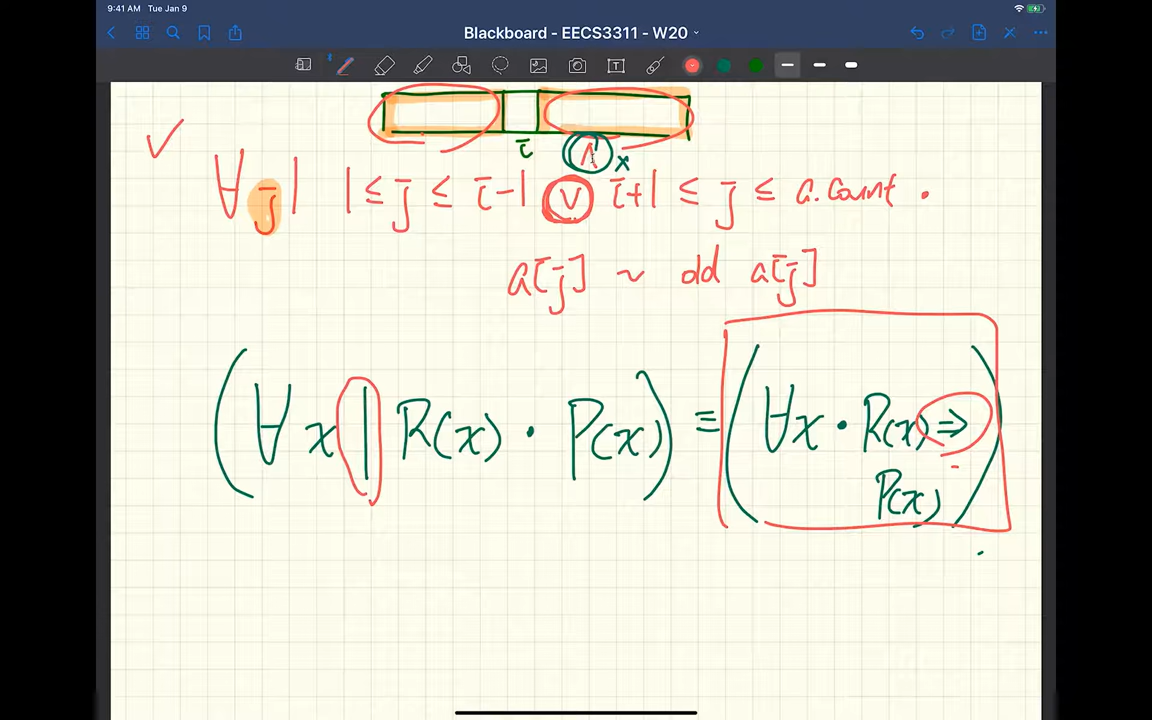 9:41 AM Tue Jan 9
Blackboard - EECS3311 - W20
i
∧ x
∀ j | 1 ≤ j ≤ i-1 ∨ i+1 ≤ j ≤ a.count .
a[j] ~ old a[j]
(∀x | R(x) • P(x)) ≡ (∀x • R(x) ⇒
P(x))